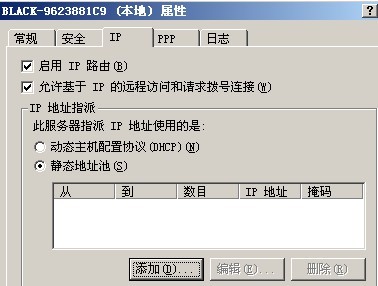 BLACK-9623881C9 (本地) 属性
常规 安全 IP PPP 日志
启用 IP 路由(R)
允许基于 IP 的远程访问和请求拨号连接(W)
IP 地址指派
此服务器指派 IP 地址使用的是:
动态主机配置协议(DHCP)(N)
静态地址池(S)
从 到 数目 IP 地址 掩码
添加(D)... 编辑(E)... 删除(R)